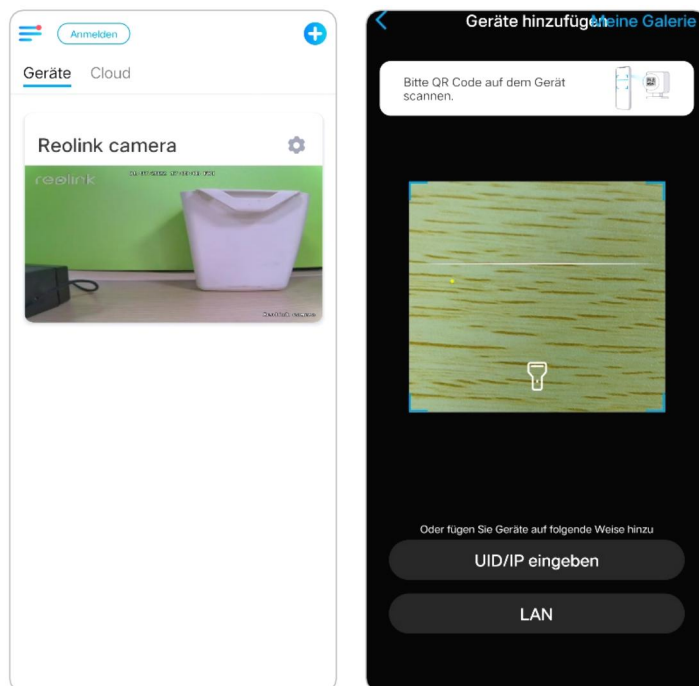 Anmelden
Geräte Cloud
Reolink camera
reolink
Geräte hinzufügen
Meine Galerie
Bitte QR Code auf dem Gerät
scannen.
Oder fügen Sie Geräte auf folgende Weise hinzu
UID/IP eingeben
LAN